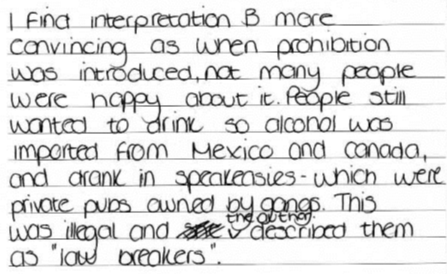 I find interpretation B more
convincing as when prohibition
was introduced, not many people
were happy about it. People still
wanted to drink so alcohol was
imported from Mexico and canada,
and drank in speakeasies - which were
private pubs owned by gangs. This
was illegal and the author described them
as "law breakers".